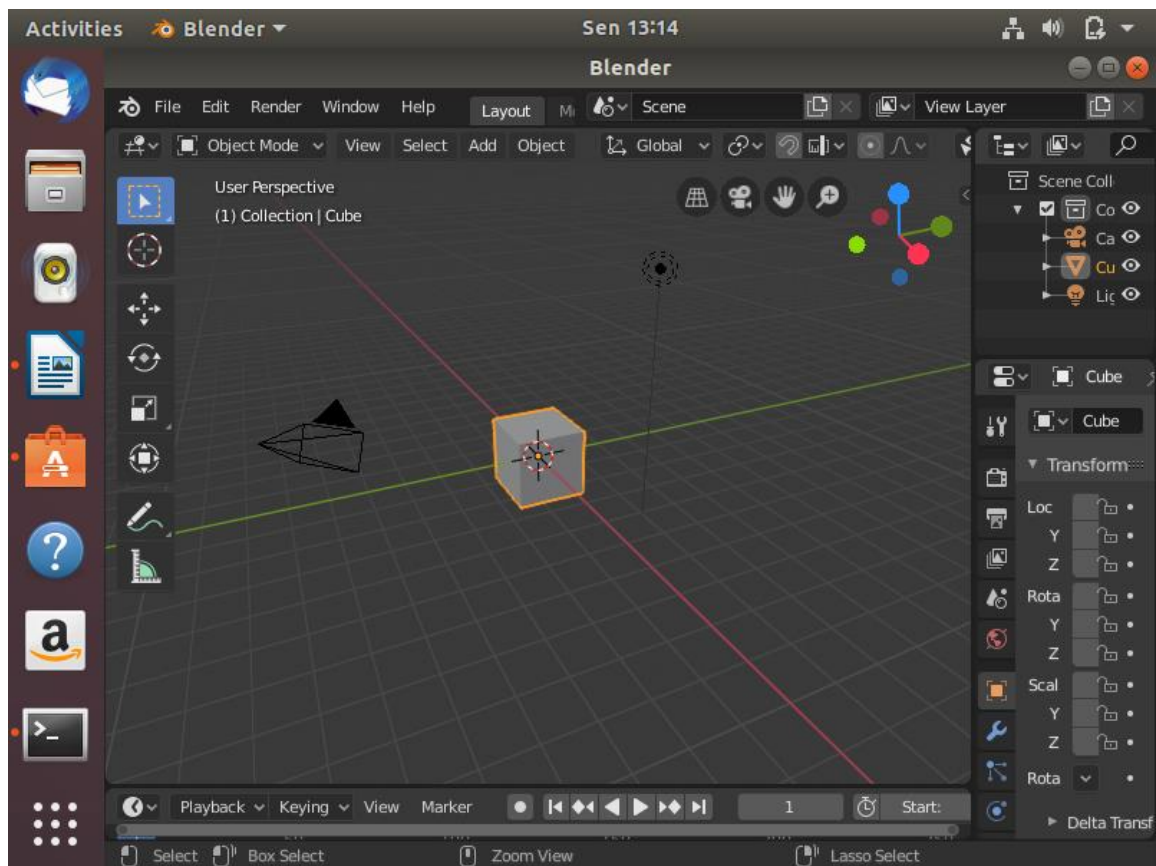 Activities Blender Sen 13:14
Blender
File Edit Render Window Help Layout Scene View Layer
Object Mode View Select Add Object Global
User Perspective
(1) Collection | Cube
Scene Coll
Co
Ca
Cu
Lig
Cube
Cube
Transform
Loc
Y
Z
Rota
Y
Z
Scal
Y
Z
Rota
Delta Transf
Playback Keying View Marker 1 Start:
Select Box Select Zoom View Lasso Select